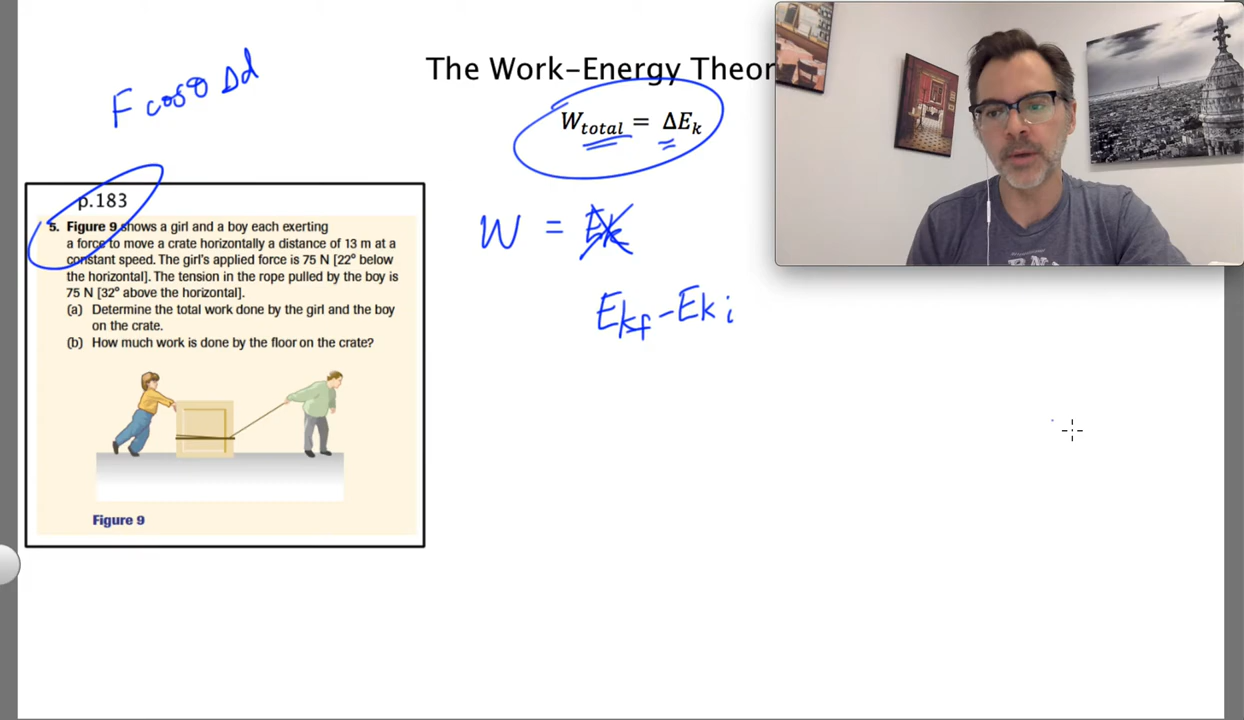 F cosθ Δd
The Work-Energy Theor
W_total = ΔE_k
p.183
5. Figure 9 shows a girl and a boy each exerting
a force to move a crate horizontally a distance of 13 m at a
constant speed. The girl's applied force is 75 N [22° below
the horizontal]. The tension in the rope pulled by the boy is
75 N [32° above the horizontal].
(a) Determine the total work done by the girl and the boy
on the crate.
(b) How much work is done by the floor on the crate?
Figure 9
W = Ek
Ekf - Eki